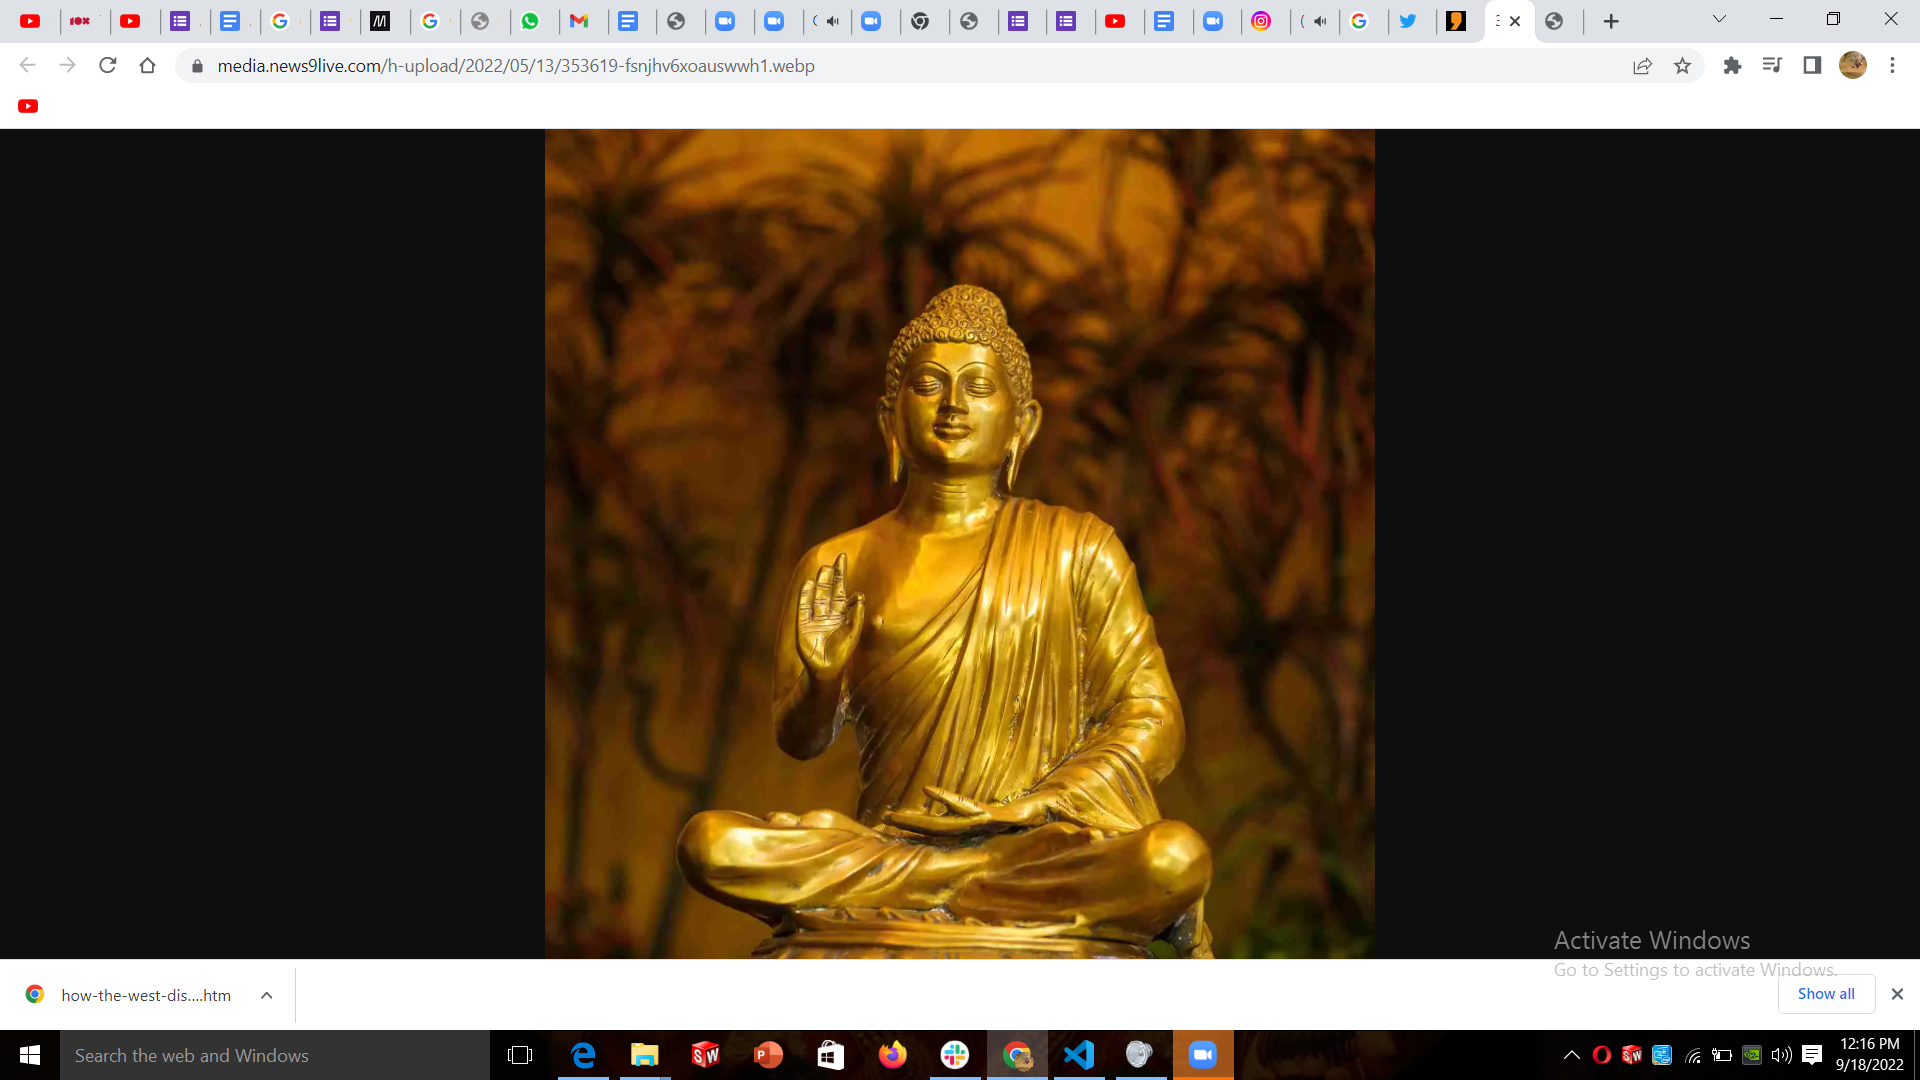 media.news9live.com/h-upload/2022/05/13/353619-fsnjhv6xoauswwh1.webp
Activate Windows
Go to Settings to activate Windows.
how-the-west-dis....htm
Show all
Search the web and Windows
12:16 PM
9/18/2022